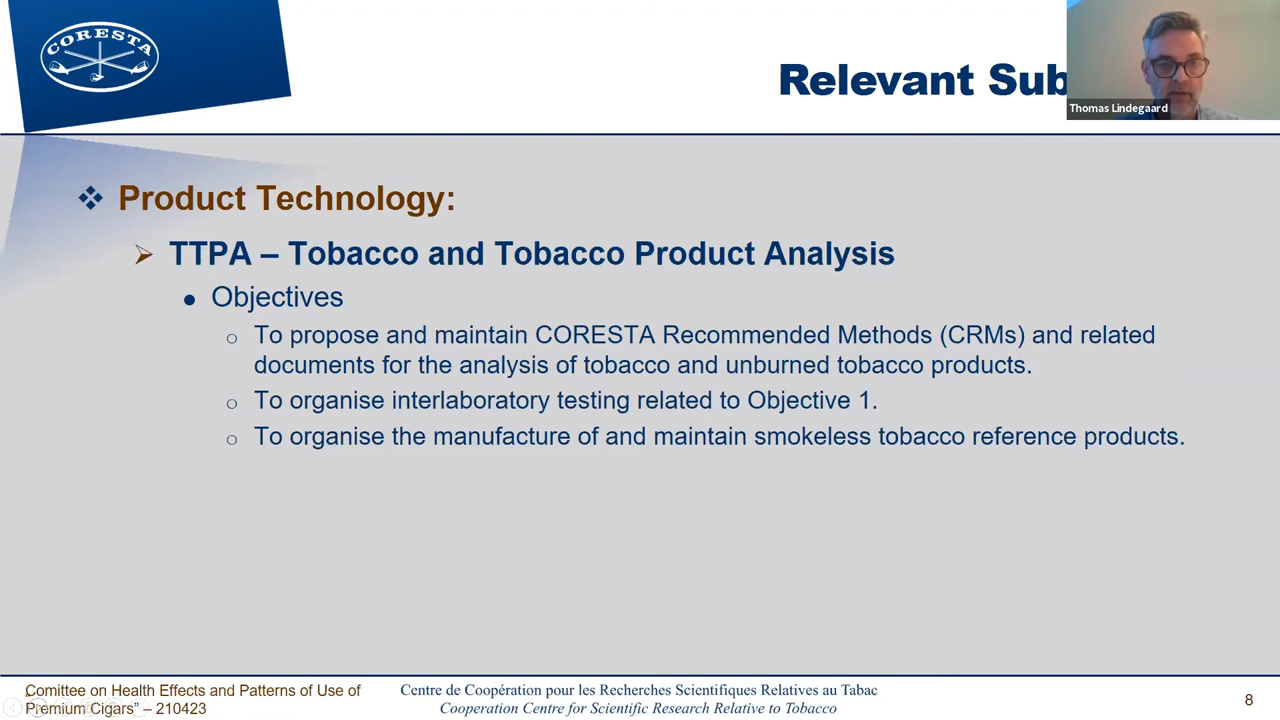 CORESTA
Relevant Sub
Thomas Lindegaard
Product Technology:
TTPA – Tobacco and Tobacco Product Analysis
Objectives
To propose and maintain CORESTA Recommended Methods (CRMs) and related
documents for the analysis of tobacco and unburned tobacco products.
To organise interlaboratory testing related to Objective 1.
To organise the manufacture of and maintain smokeless tobacco reference products.
Comittee on Health Effects and Patterns of Use of
Premium Cigars” – 210423
Centre de Coopération pour les Recherches Scientifiques Relatives au Tabac
Cooperation Centre for Scientific Research Relative to Tobacco
8